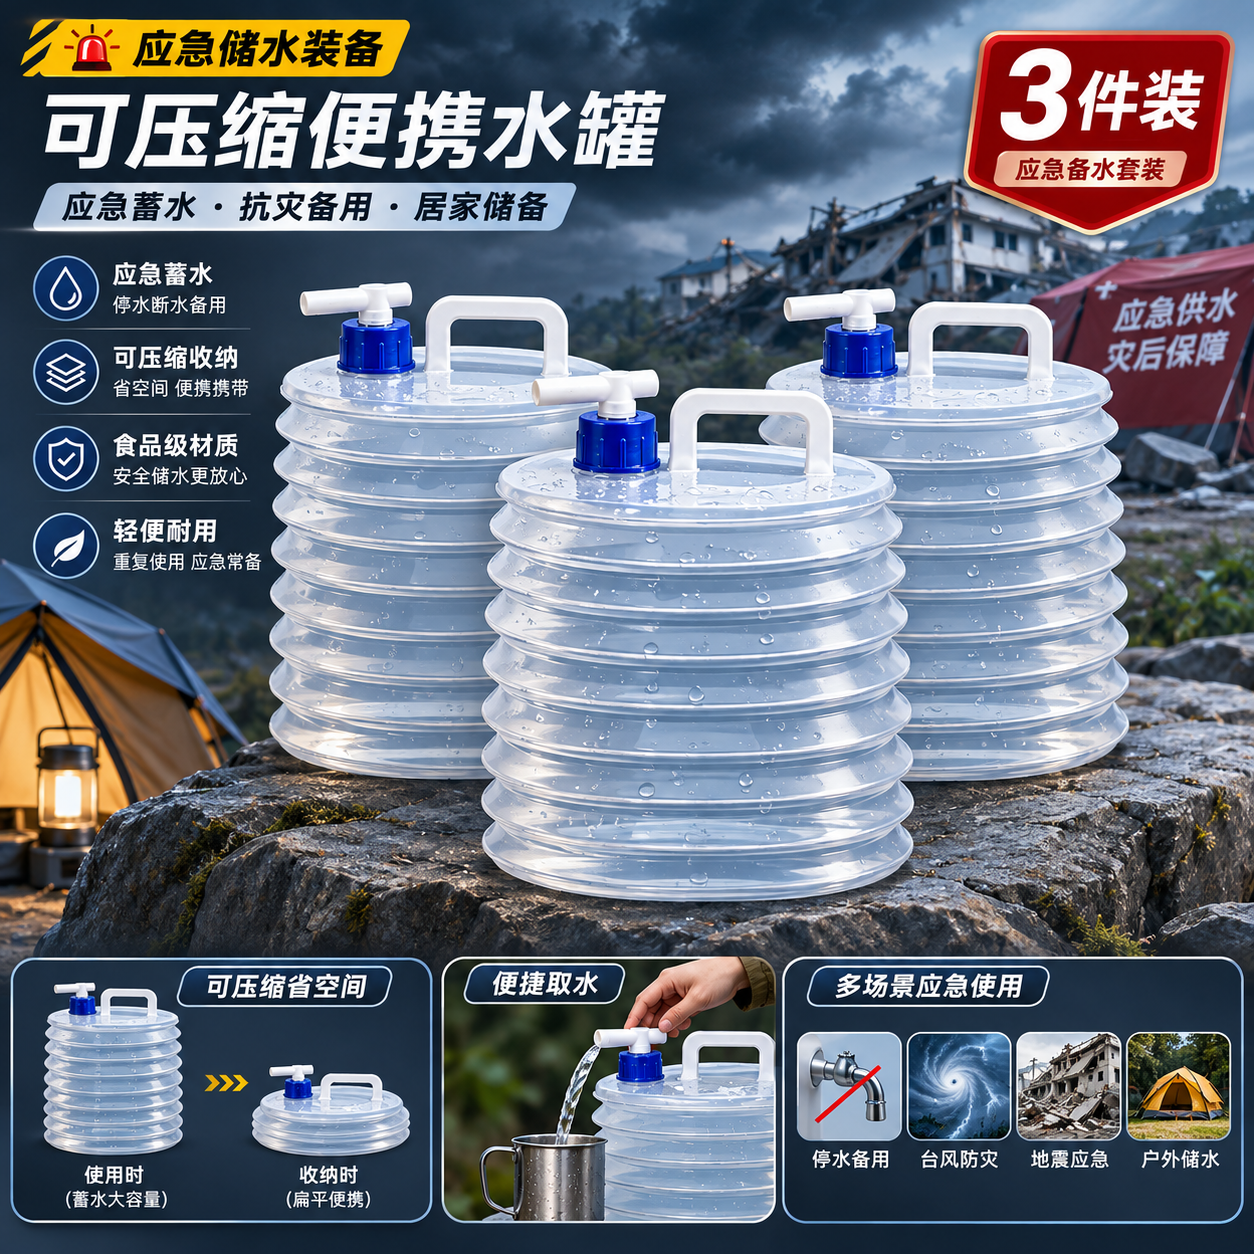 应急储水装备
可压缩便携水罐
应急蓄水 · 抗灾备用 · 居家储备
3件装
应急备水套装
应急蓄水
停水断水备用
可压缩收纳
省空间 便携携带
食品级材质
安全储水更放心
轻便耐用
重复使用 应急常备
应急供水
灾后保障
可压缩省空间
使用时
(蓄水大容量)
收纳时
(扁平便携)
便捷取水
多场景应急使用
停水备用
台风防灾
地震应急
户外储水